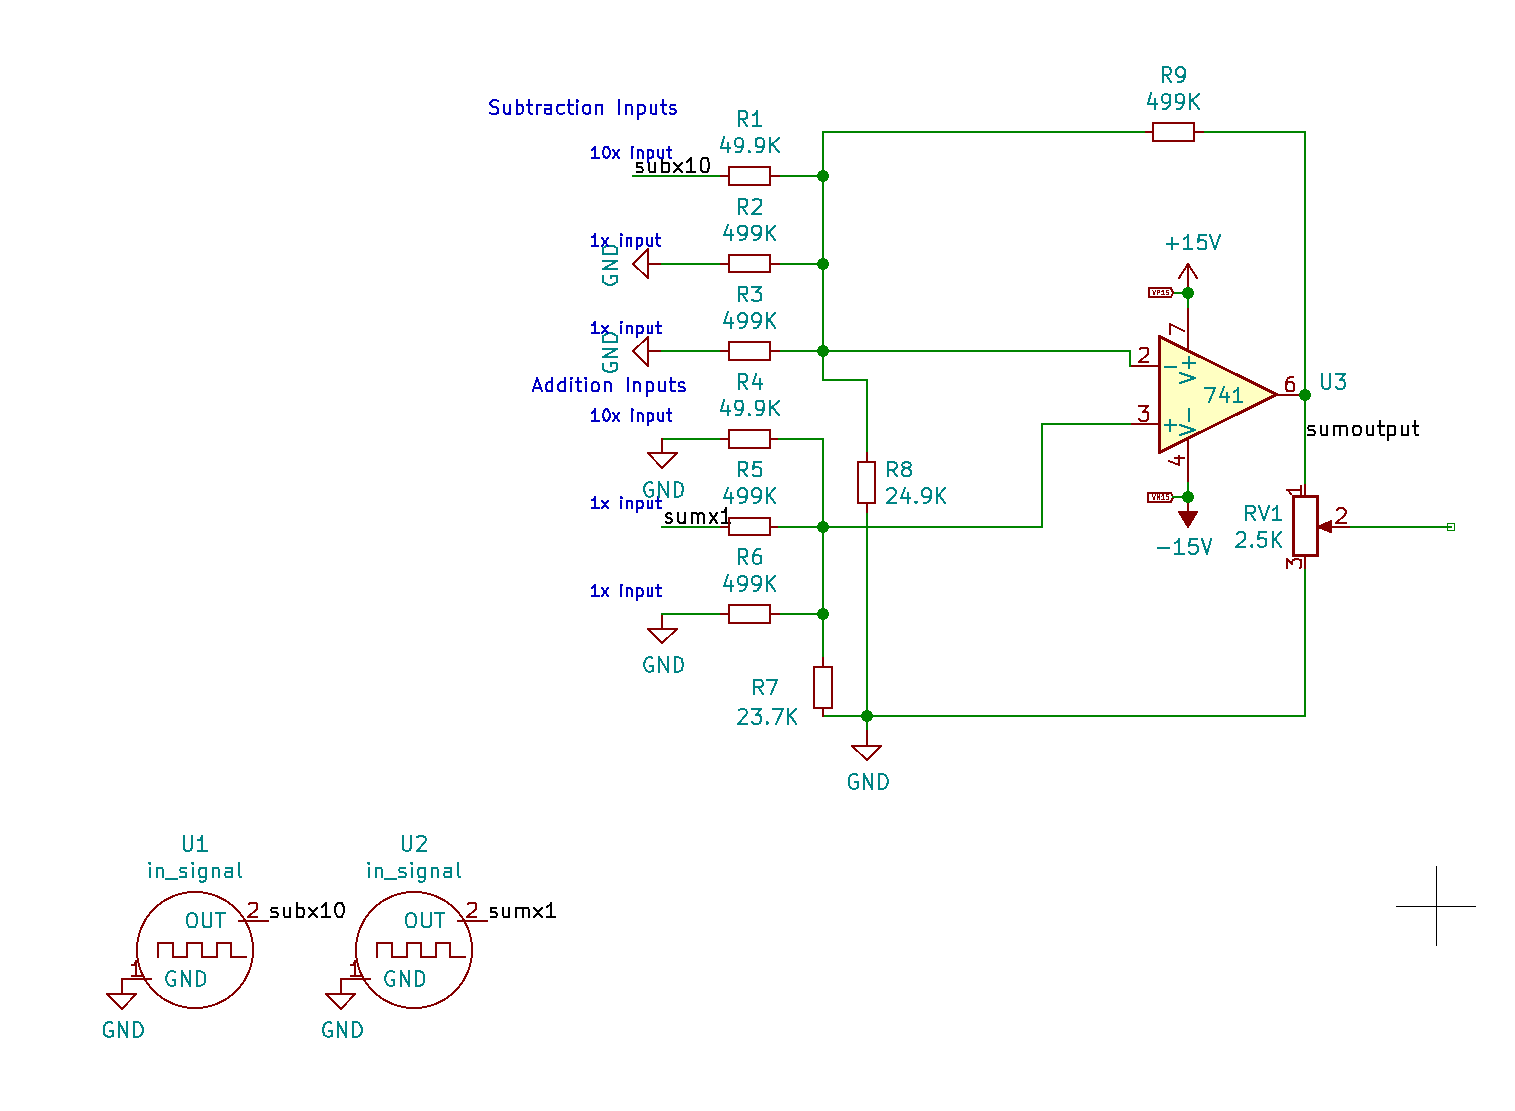 R9
499K
Subtraction Inputs
R1
49.9K
10x input
subx10
R2
499K
1x input
GND
+15V
R3
499K
VP15
1x input
GND
7
2
-
V+
Addition Inputs
R4
49.9K
10x input
741
6
U3
3
+
V-
sumoutput
4
R5
499K
GND
1x input
sumx1
R8
24.9K
VM15
-15V
1
RV1
2.5K
2
3
R6
499K
1x input
GND
R7
23.7K
GND
U1
in_signal
OUT
2
subx10
1
GND
GND
U2
in_signal
OUT
2
sumx1
1
GND
GND